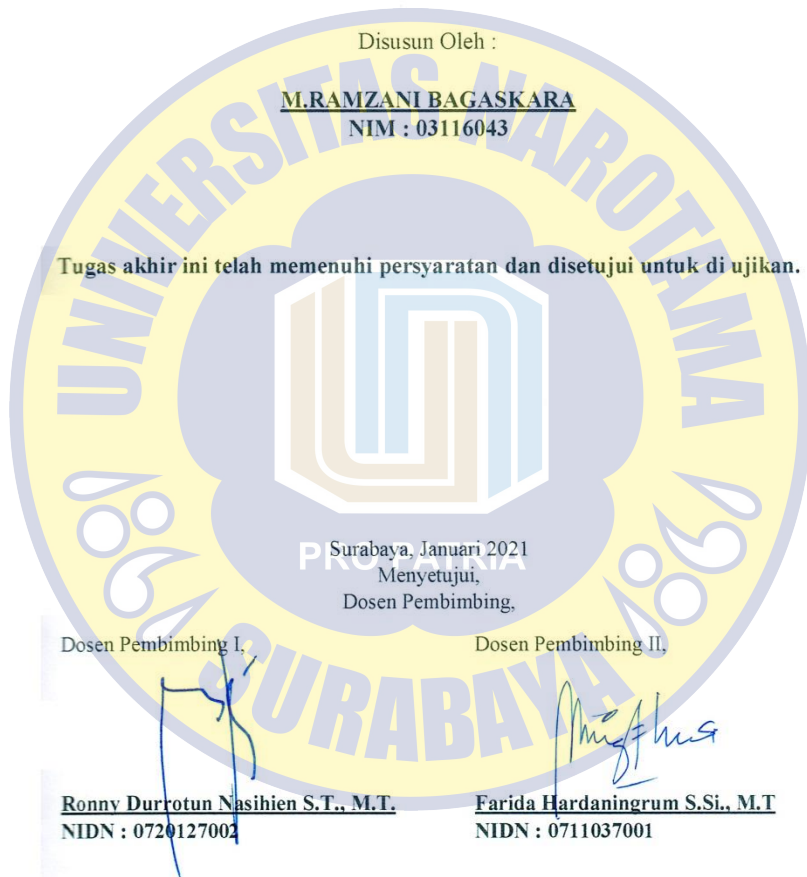 Disusun Oleh :
M.RAMZANI BAGASKARA
NIM : 03116043
Tugas akhir ini telah memenuhi persyaratan dan disetujui untuk di ujikan.
UNIVERSITAS NAROTAMA
PRO PATRIA
SURABAYA
Surabaya, Januari 2021
Menyetujui,
Dosen Pembimbing,
Dosen Pembimbing I,
Dosen Pembimbing II,
Ronny Durrotun Nasihien S.T., M.T.
NIDN : 0720127002
Farida Hardaningrum S.Si., M.T
NIDN : 0711037001